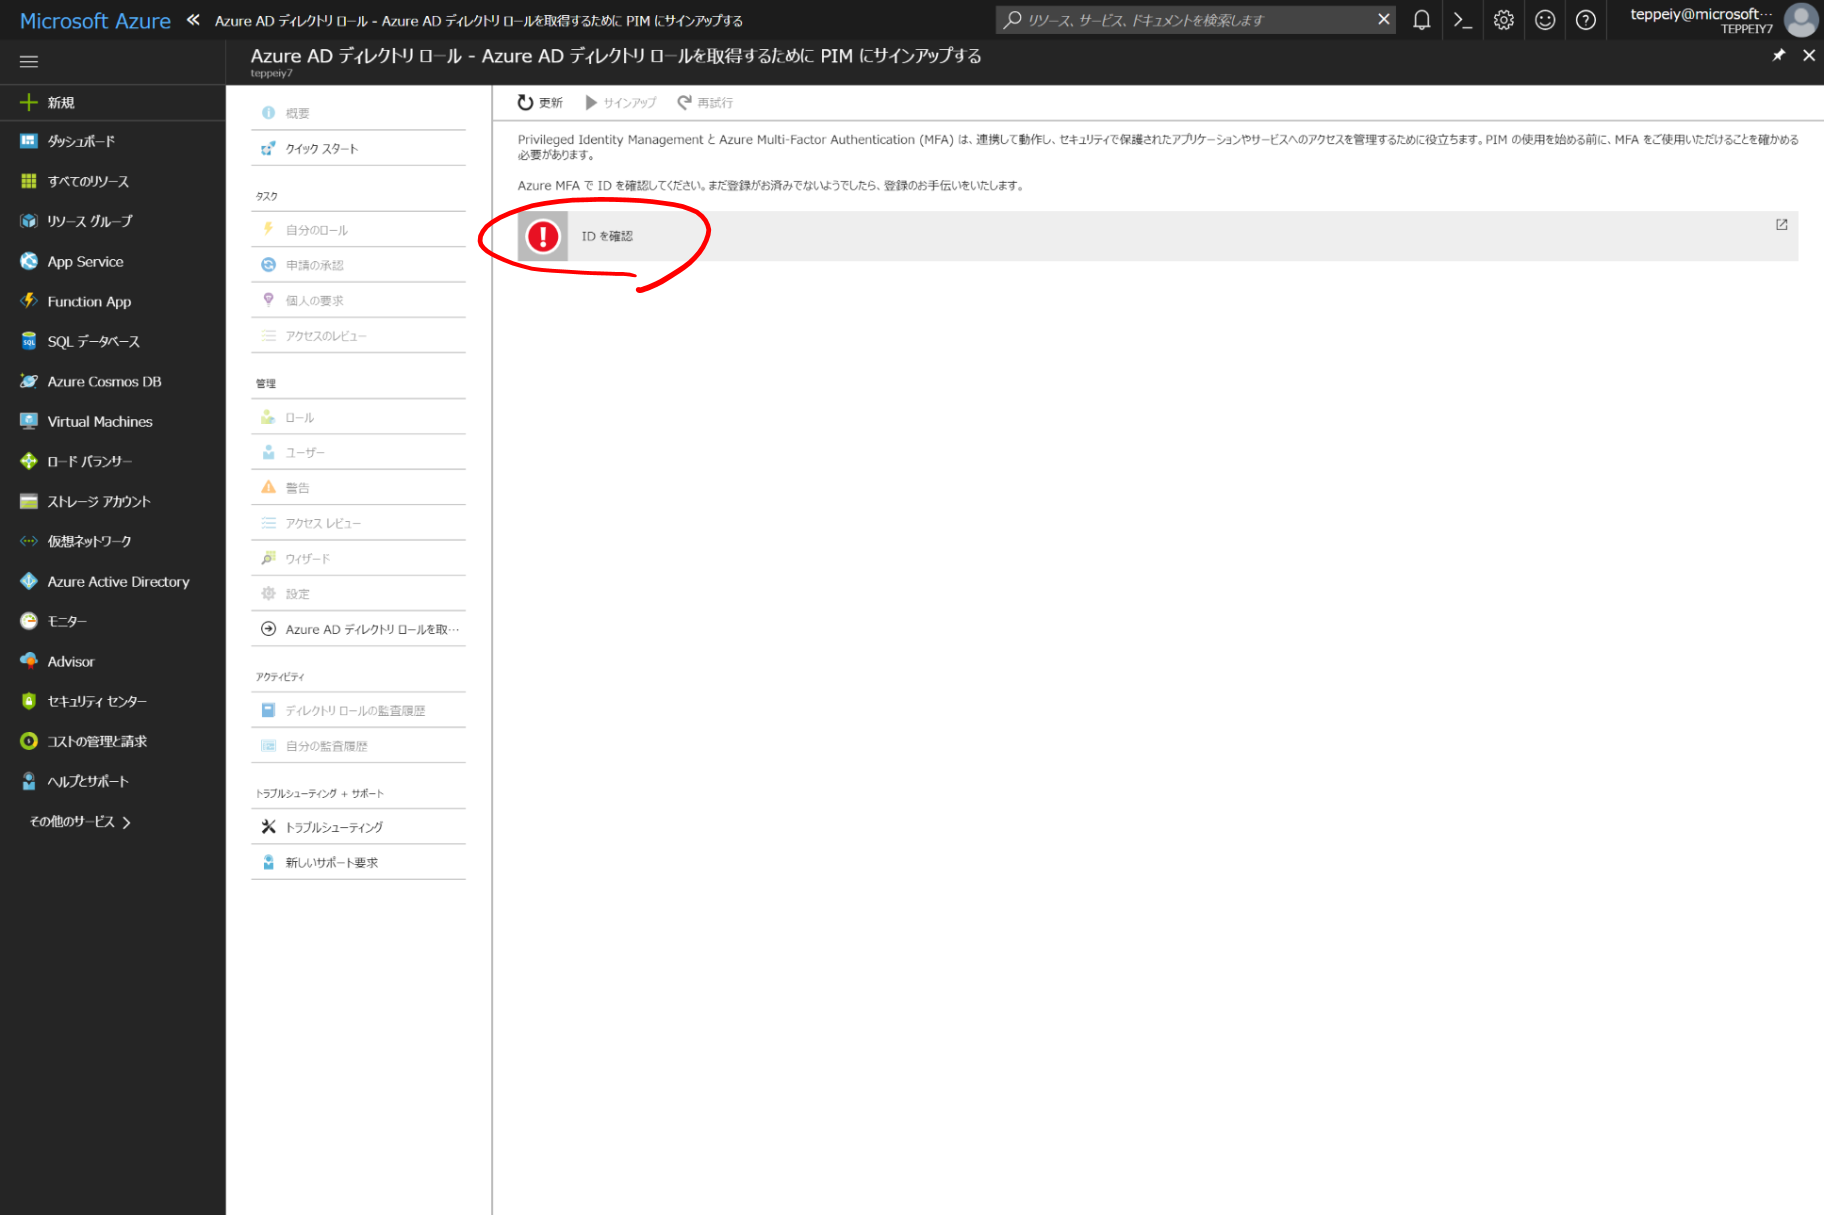 Microsoft Azure « Azure AD ディレクトリ ロール - Azure AD ディレクトリ ロールを取得するために PIM にサインアップする
リソース、サービス、ドキュメントを検索します
teppeiy@microsoft…
TEPPEIY7
Azure AD ディレクトリ ロール - Azure AD ディレクトリ ロールを取得するために PIM にサインアップする
teppeiy7
新規
ダッシュボード
すべてのリソース
リソース グループ
App Service
Function App
SQL データベース
Azure Cosmos DB
Virtual Machines
ロード バランサー
ストレージ アカウント
仮想ネットワーク
Azure Active Directory
モニター
Advisor
セキュリティ センター
コストの管理と請求
ヘルプとサポート
その他のサービス
概要
クイック スタート
タスク
自分のロール
申請の承認
個人の要求
アクセスのレビュー
管理
ロール
ユーザー
警告
アクセス レビュー
ウィザード
設定
Azure AD ディレクトリ ロールを取…
アクティビティ
ディレクトリ ロールの監査履歴
自分の監査履歴
トラブルシューティング + サポート
トラブルシューティング
新しいサポート要求
更新 サインアップ 再試行
Privileged Identity Management と Azure Multi-Factor Authentication (MFA) は、連携して動作し、セキュリティで保護されたアプリケーションやサービスへのアクセスを管理するために役立ちます。PIM の使用を始める前に、MFA をご使用いただけることを確かめる
必要があります。
Azure MFA で ID を確認してください。まだ登録がお済みでないようでしたら、登録のお手伝いをいたします。
ID を確認